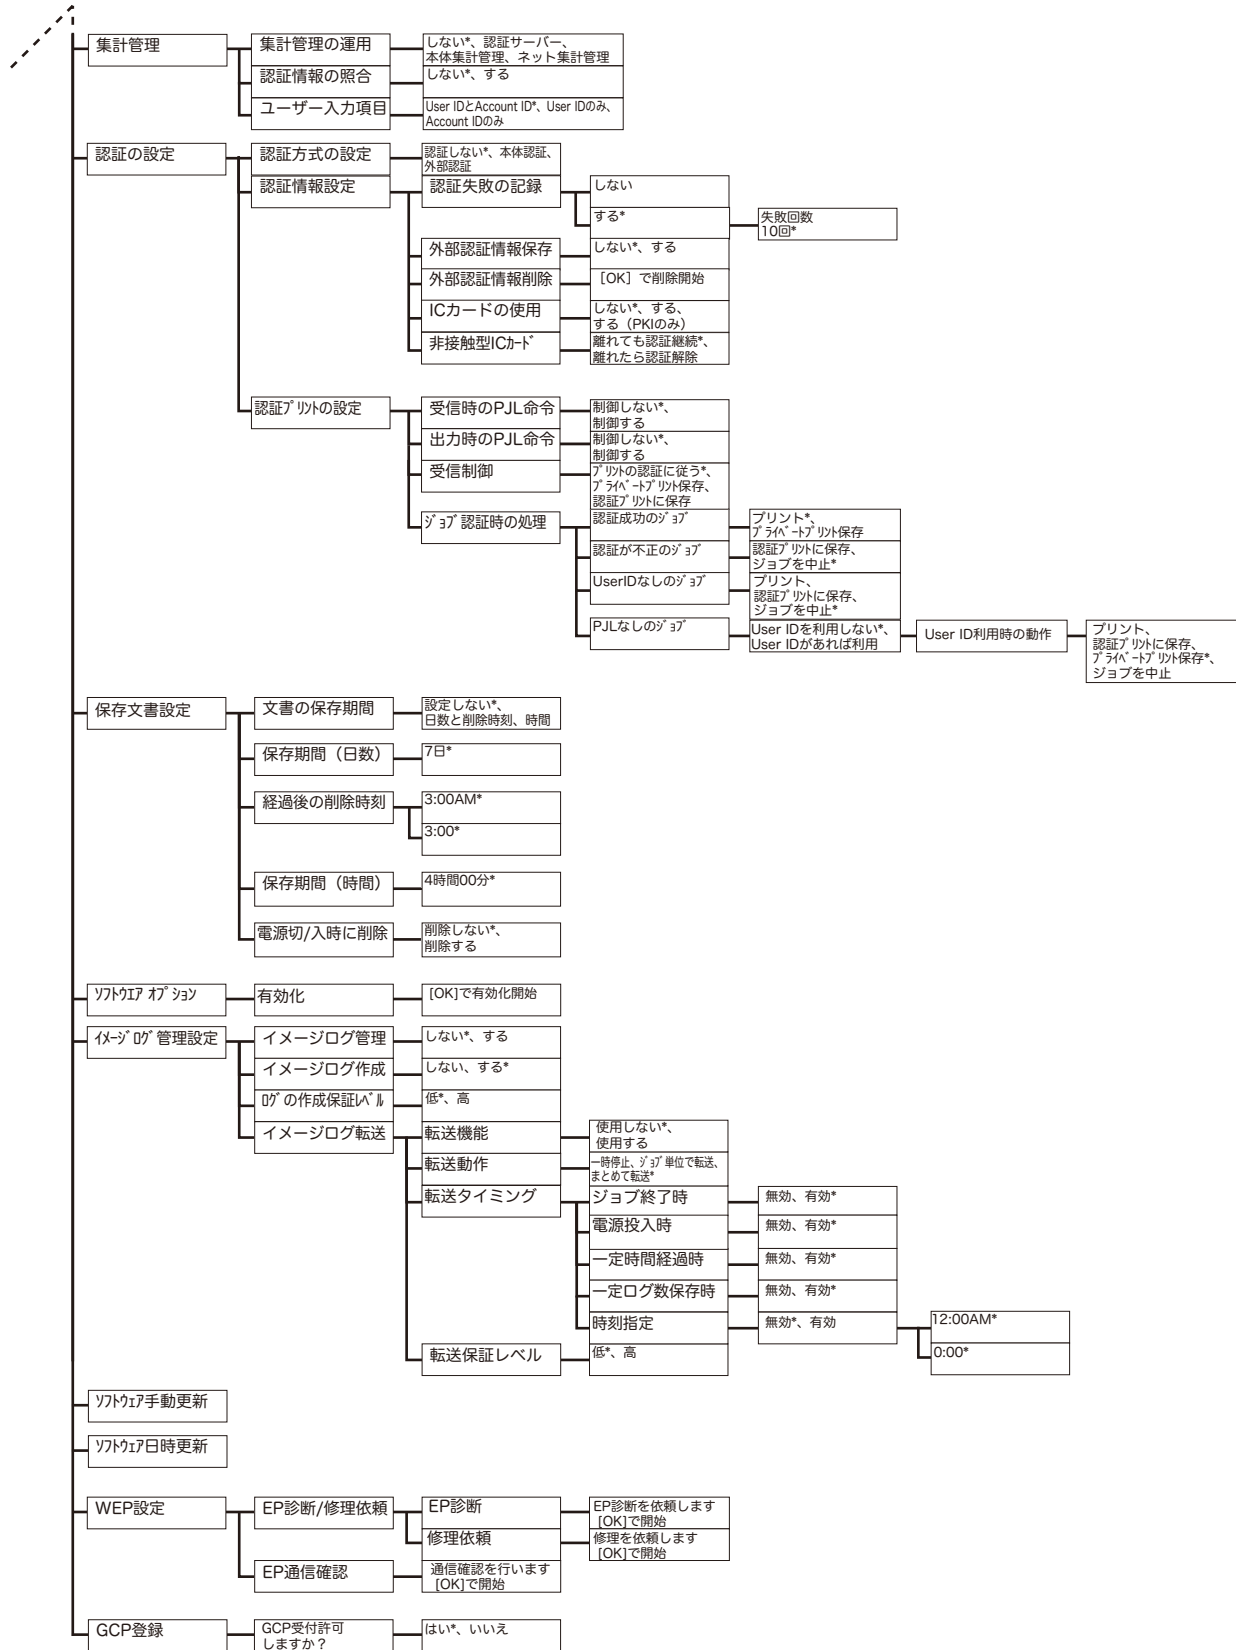 集計管理
集計管理の運用
しない*、認証サーバー、
本体集計管理、ネット集計管理
認証情報の照合
しない*、する
ユーザー入力項目
User IDとAccount ID*、User IDのみ、
Account IDのみ
認証の設定
認証方式の設定
認証しない*、本体認証、
外部認証
認証情報設定
認証失敗の記録
しない
する*
失敗回数
10回*
外部認証情報保存
しない*、する
外部認証情報削除
［OK］で削除開始
ICカードの使用
しない*、する、
する（PKIのみ）
非接触型ICｶｰﾄﾞ
離れても認証継続*、
離れたら認証解除
認証ﾌﾟﾘﾝﾄの設定
受信時のPJL命令
制御しない*、
制御する
出力時のPJL命令
制御しない*、
制御する
受信制御
ﾌﾟﾘﾝﾄの認証に従う*、
ﾌﾟﾗｲﾍﾞｰﾄﾌﾟﾘﾝﾄ保存、
認証ﾌﾟﾘﾝﾄに保存
ｼﾞｮﾌﾞ認証時の処理
認証成功のｼﾞｮﾌﾞ
プリント*、
ﾌﾟﾗｲﾍﾞｰﾄﾌﾟﾘﾝﾄ保存
認証が不正のｼﾞｮﾌﾞ
認証ﾌﾟﾘﾝﾄに保存、
ジョブを中止*
UserIDなしのｼﾞｮﾌﾞ
プリント、
認証ﾌﾟﾘﾝﾄに保存、
ジョブを中止*
PJLなしのｼﾞｮﾌﾞ
User IDを利用しない*、
User IDがあれば利用
User ID利用時の動作
プリント、
認証ﾌﾟﾘﾝﾄに保存、
ﾌﾟﾗｲﾍﾞｰﾄﾌﾟﾘﾝﾄ保存*、
ジョブを中止
保存文書設定
文書の保存期間
設定しない*、
日数と削除時刻、時間
保存期間（日数）
7日*
経過後の削除時刻
3:00AM*
3:00*
保存期間（時間）
4時間00分*
電源切/入時に削除
削除しない*、
削除する
ｿﾌﾄｳｴｱ ｵﾌﾟｼｮﾝ
有効化
[OK]で有効化開始
ｲﾒｰｼﾞﾛｸﾞ管理設定
イメージログ管理
しない*、する
イメージログ作成
しない、する*
ﾛｸﾞの作成保証ﾚﾍﾞﾙ
低*、高
イメージログ転送
転送機能
使用しない*、
使用する
転送動作
一時停止、ｼﾞｮﾌﾞ単位で転送、
まとめて転送*
転送タイミング
ジョブ終了時
無効、有効*
電源投入時
無効、有効*
一定時間経過時
無効、有効*
一定ログ数保存時
無効、有効*
時刻指定
無効*、有効
12:00AM*
0:00*
転送保証レベル
低*、高
ｿﾌﾄｳｪｱ手動更新
ｿﾌﾄｳｪｱ日時更新
WEP設定
EP診断/修理依頼
EP診断
EP診断を依頼します
[OK]で開始
修理依頼
修理を依頼します
[OK]で開始
EP通信確認
通信確認を行います
[OK]で開始
GCP登録
GCP受付許可
しますか？
はい*、いいえ